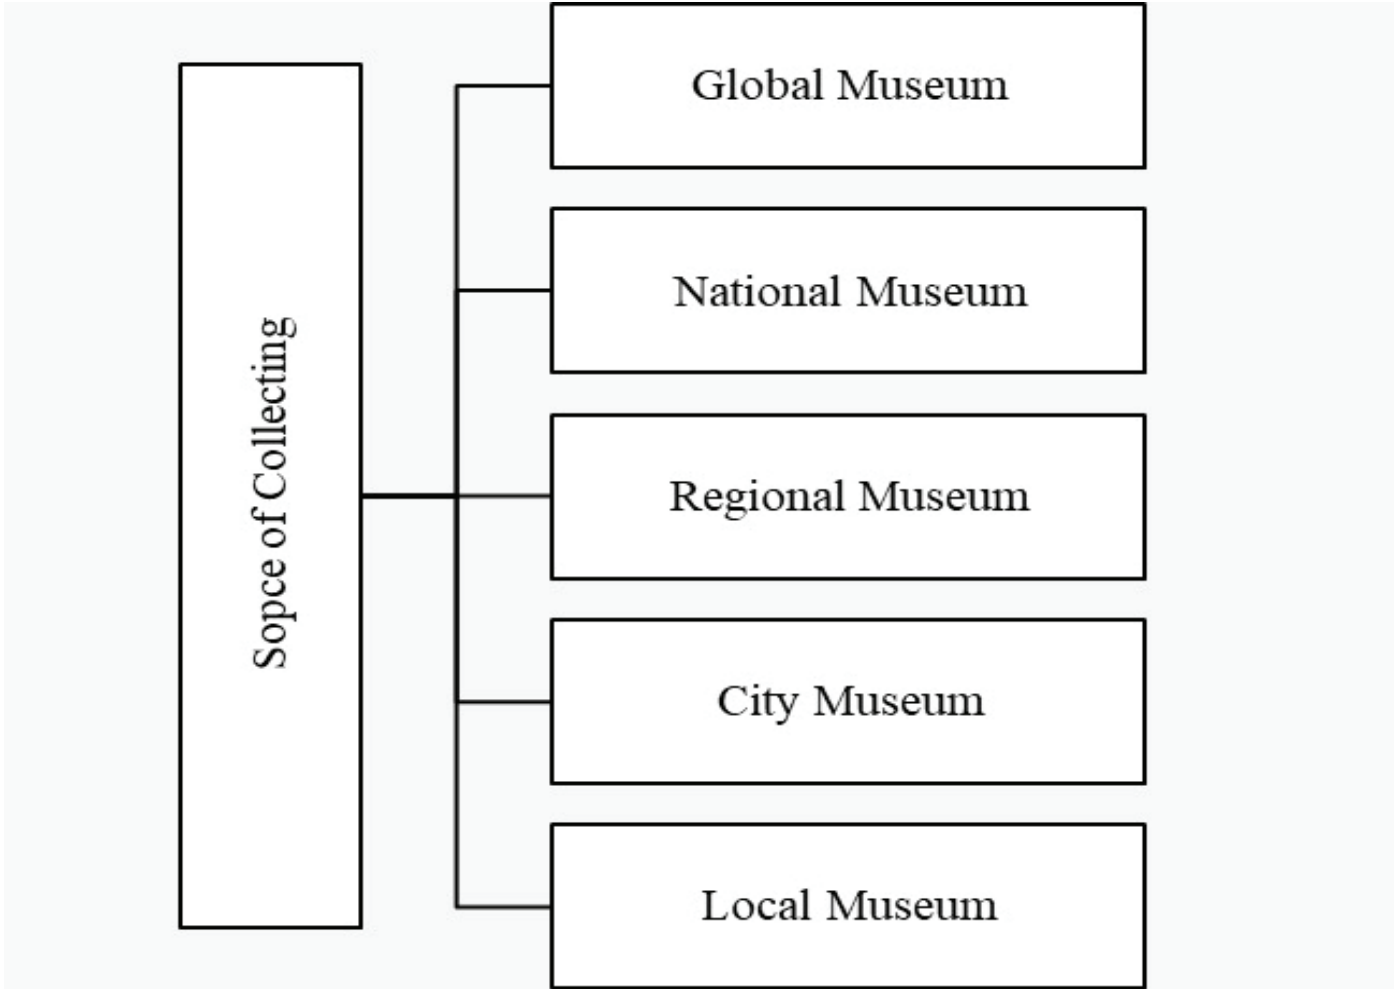 Sopce of Collecting
Global Museum
National Museum
Regional Museum
City Museum
Local Museum